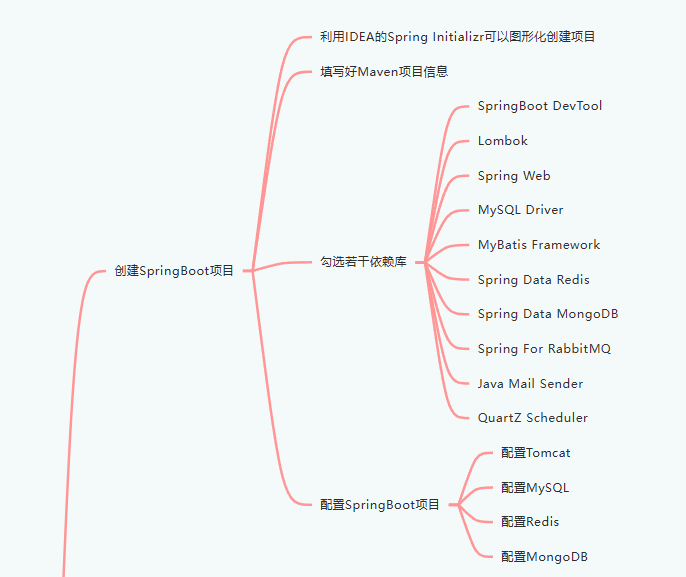 利用IDEA的Spring Initializr可以图形化创建项目
填写好Maven项目信息
SpringBoot DevTool
Lombok
Spring Web
MySQL Driver
MyBatis Framework
创建SpringBoot项目
勾选若干依赖库
Spring Data Redis
Spring Data MongoDB
Spring For RabbitMQ
Java Mail Sender
QuartZ Scheduler
配置SpringBoot项目
配置Tomcat
配置MySQL
配置Redis
配置MongoDB